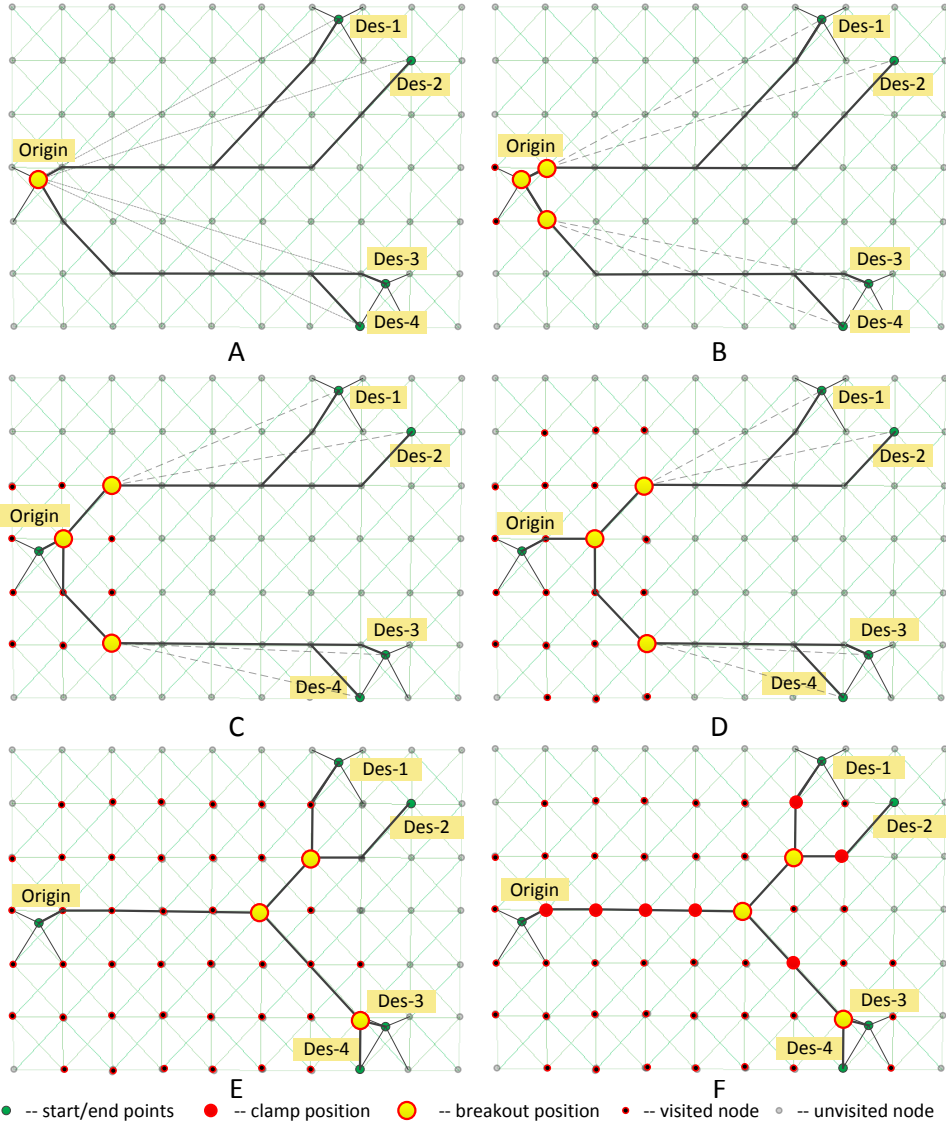 Des-1
Des-2
Origin
Des-3
Des-4
A
Des-1
Des-2
Origin
Des-3
Des-4
B
Des-1
Des-2
Origin
Des-3
Des-4
C
Des-1
Des-2
Origin
Des-3
Des-4
D
Des-1
Des-2
Origin
Des-3
Des-4
E
Des-1
Des-2
Origin
Des-3
Des-4
F
-- start/end points -- clamp position -- breakout position -- visited node -- unvisited node